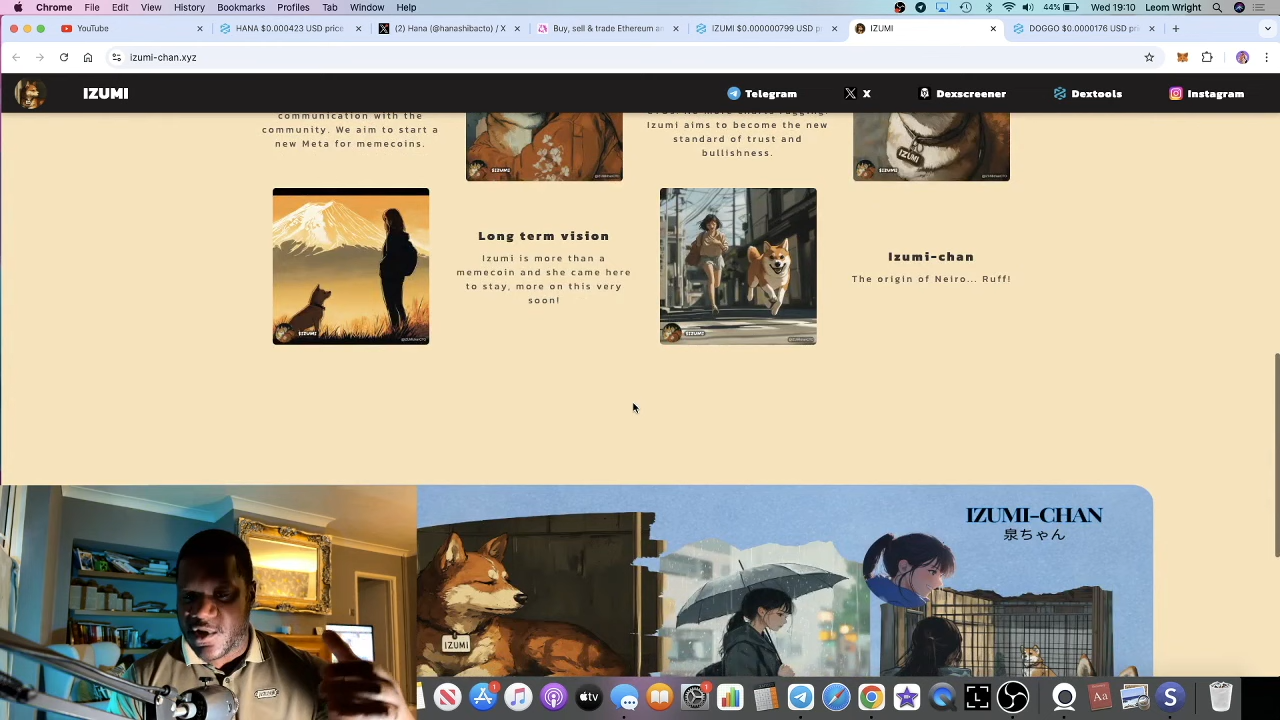 Chrome File Edit View History Bookmarks Profiles Tab Window Help
44% Wed 19:10 Leom Wright
YouTube
HANA $0.000423 USD price
(2) Hana (@hanashibacto) / X
Buy, sell & trade Ethereum an
IZUMI $0.000000799 USD p
IZUMI
DOGGO $0.0000176 USD pri
izumi-chan.xyz
IZUMI
Telegram
X
Dexscreener
Dextools
Instagram
communication with the
community. We aim to start a
new Meta for memecoins.
Izumi aims to become the new
standard of trust and
bullishness.
IZUMI
Long term vision
Izumi is more than a
memecoin and she came here
to stay, more on this very
soon!
Izumi-chan
The origin of Neiro... Ruff!
IZUMI-CHAN
泉ちゃん
IZUMI
tv
Aa